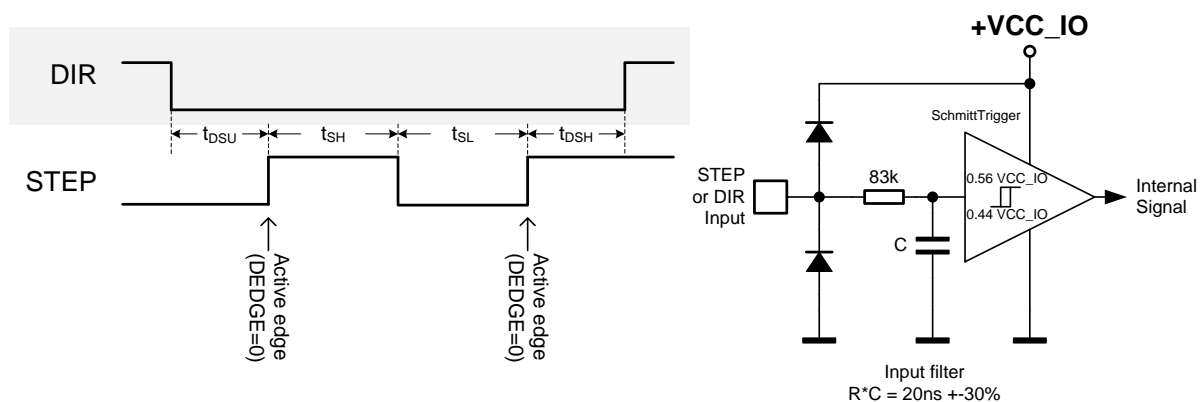 DIR
tDSU
tSH
tSL
tDSH
STEP
Active edge
(DEDGE=0)
Active edge
(DEDGE=0)
+VCC_IO
SchmittTrigger
STEP
or DIR
Input
83k
0.56 VCC_IO
0.44 VCC_IO
Internal
Signal
C
Input filter
R*C = 20ns +-30%